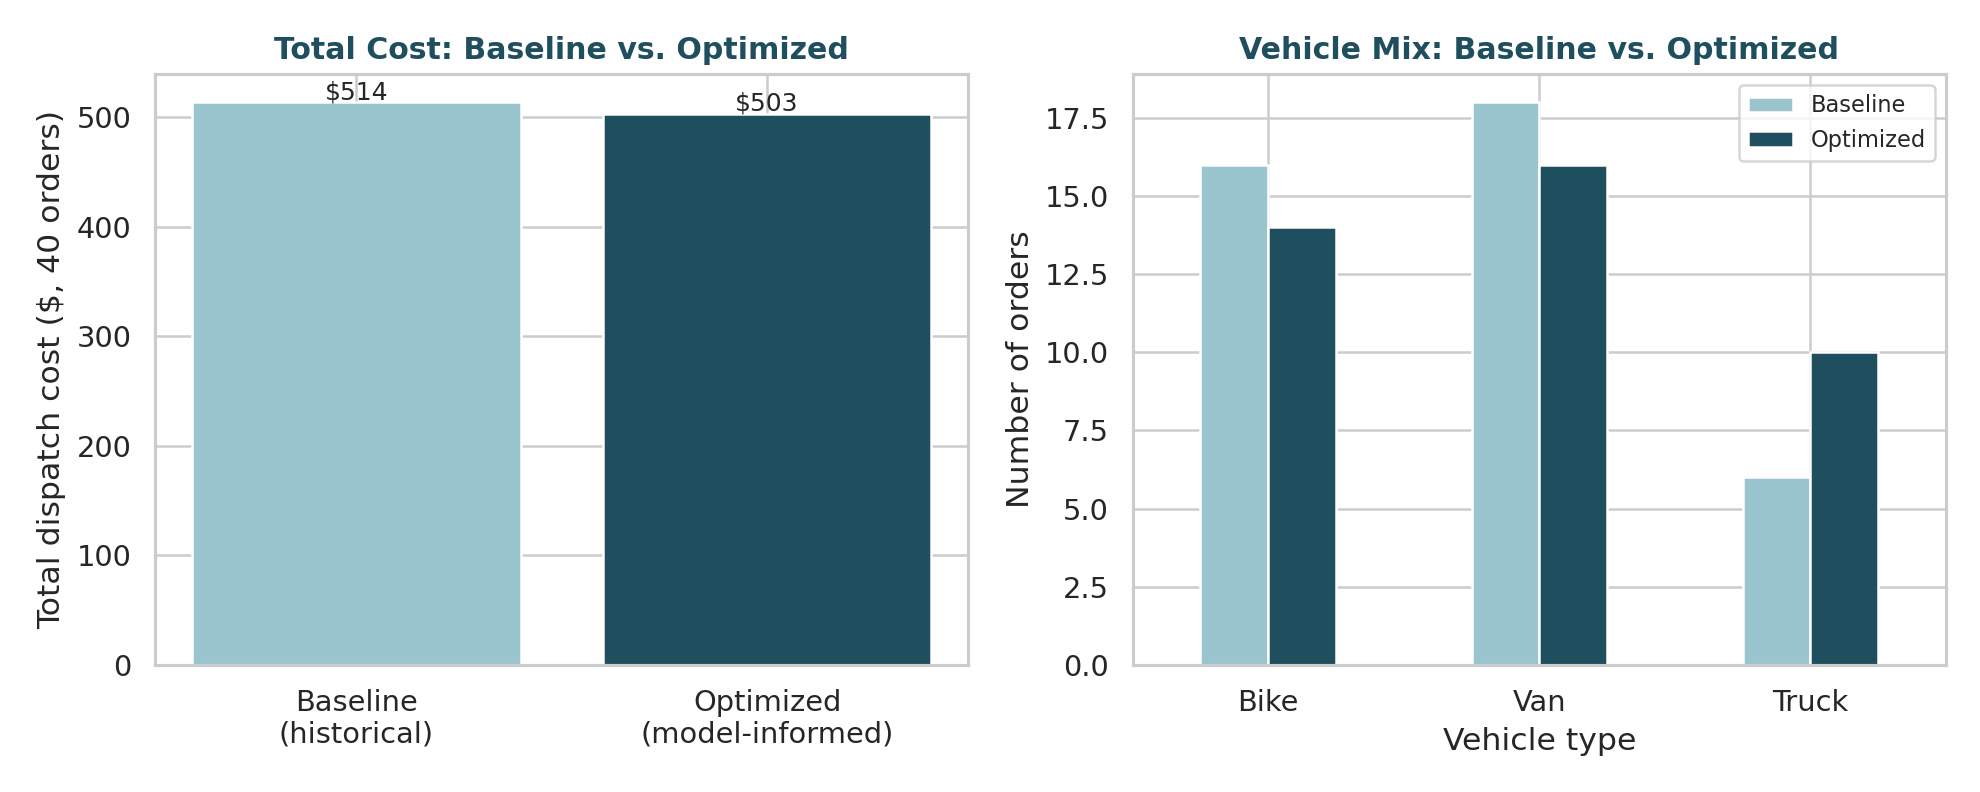 Total Cost: Baseline vs. Optimized
Total dispatch cost ($, 40 orders)
500
400
300
200
100
0
$514
$503
Baseline
(historical)
Optimized
(model-informed)
Vehicle Mix: Baseline vs. Optimized
Number of orders
17.5
15.0
12.5
10.0
7.5
5.0
2.5
0.0
Baseline
Optimized
Bike
Van
Truck
Vehicle type